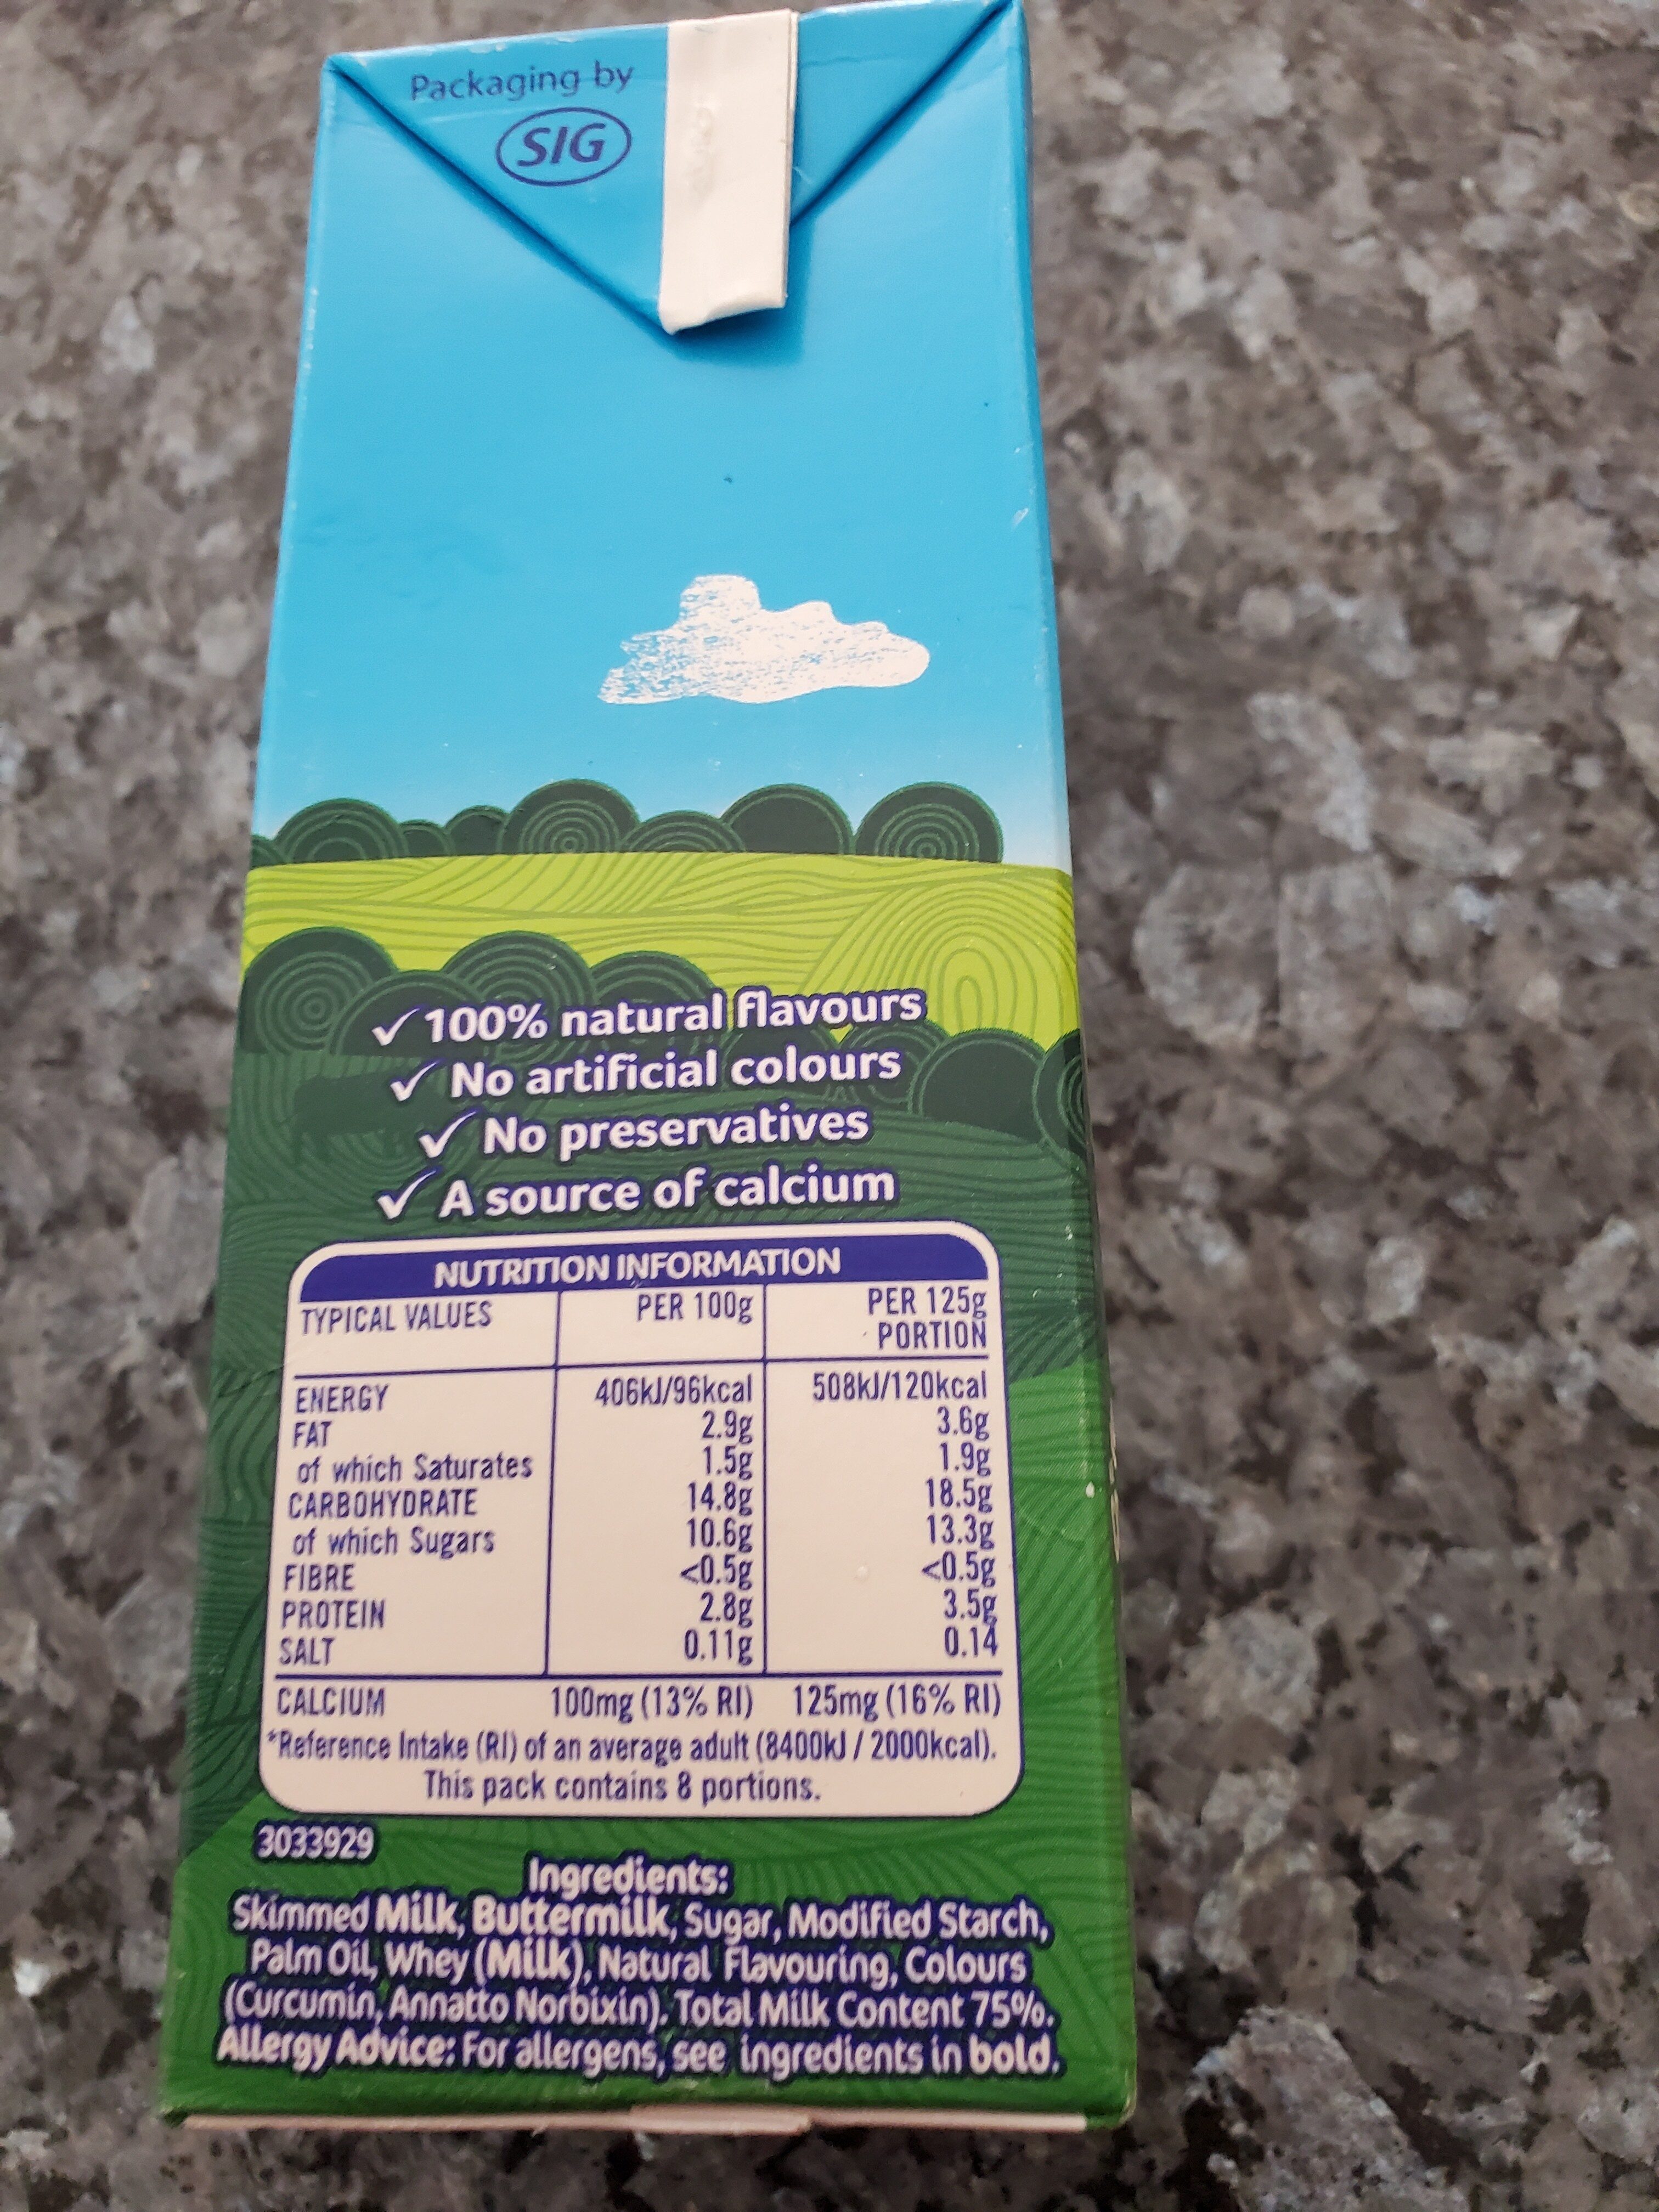 Packaging by
SIG
✓ 100% natural flavours
✓ No artificial colours
✓ No preservatives
✓ A source of calcium
NUTRITION INFORMATION
TYPICAL VALUES PER 100g PER 125g
PORTION
ENERGY 406kJ/96kcal 508kJ/120kcal
FAT 2.9g 3.6g
of which Saturates 1.5g 1.9g
CARBOHYDRATE 14.8g 18.5g
of which Sugars 10.6g 13.3g
FIBRE <0.5g <0.5g
PROTEIN 2.8g 3.5g
SALT 0.11g 0.14
CALCIUM 100mg (13% RI) 125mg (16% RI)
*Reference Intake (RI) of an average adult (8400kJ / 2000kcal).
This pack contains 8 portions.
3033929
Ingredients:
Skimmed Milk, Buttermilk, Sugar, Modified Starch,
Palm Oil, Whey (Milk), Natural Flavouring, Colours
(Curcumin, Annatto Norbixin). Total Milk Content 75%.
Allergy Advice: For allergens, see ingredients in bold.